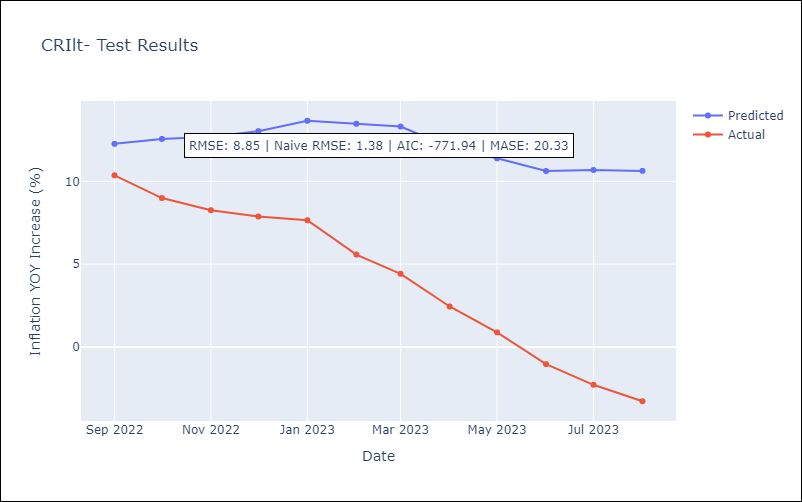 CRIlt- Test Results
Predicted
Actual
RMSE: 8.85 | Naive RMSE: 1.38 | AIC: -771.94 | MASE: 20.33
Inflation YOY Increase (%)
10
5
0
Sep 2022
Nov 2022
Jan 2023
Mar 2023
May 2023
Jul 2023
Date